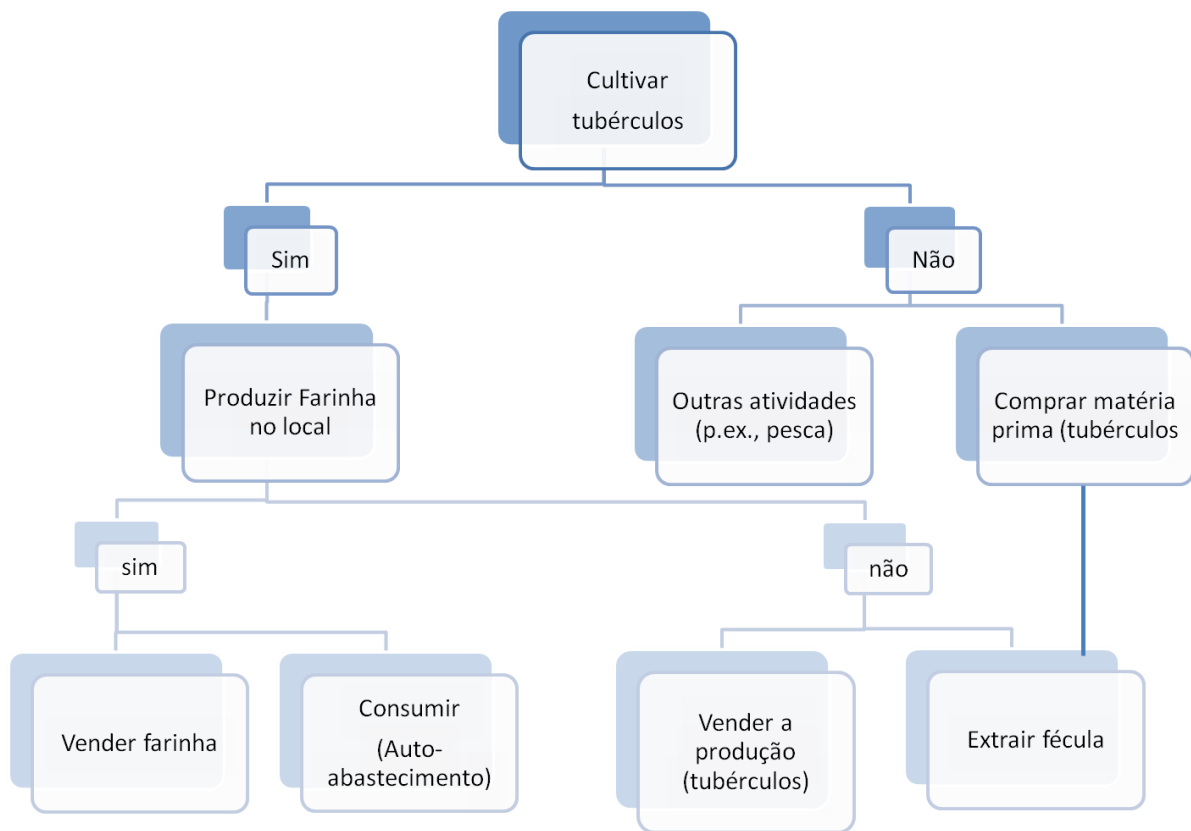 Cultivar
tubérculos
Sim
Não
Produzir Farinha
no local
Outras atividades
(p.ex., pesca)
Comprar matéria
prima (tubérculos
sim
não
Vender farinha
Consumir
(Auto-
abastecimento)
Vender a
produção
(tubérculos)
Extrair fécula